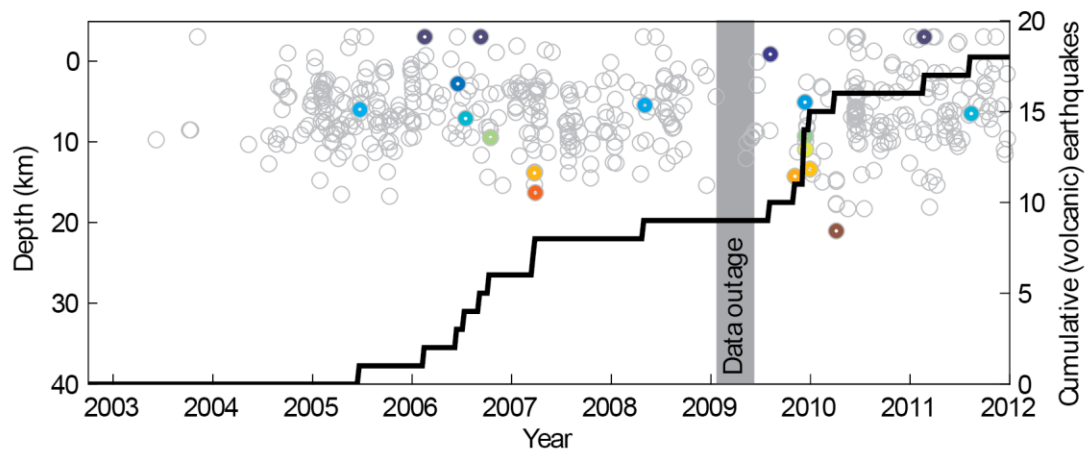 0
10
20
30
40
Depth (km)
2003 2004 2005 2006 2007 2008 2009 2010 2011 2012
Year
Data outage
20
15
10
5
0
Cumulative (volcanic) earthquakes